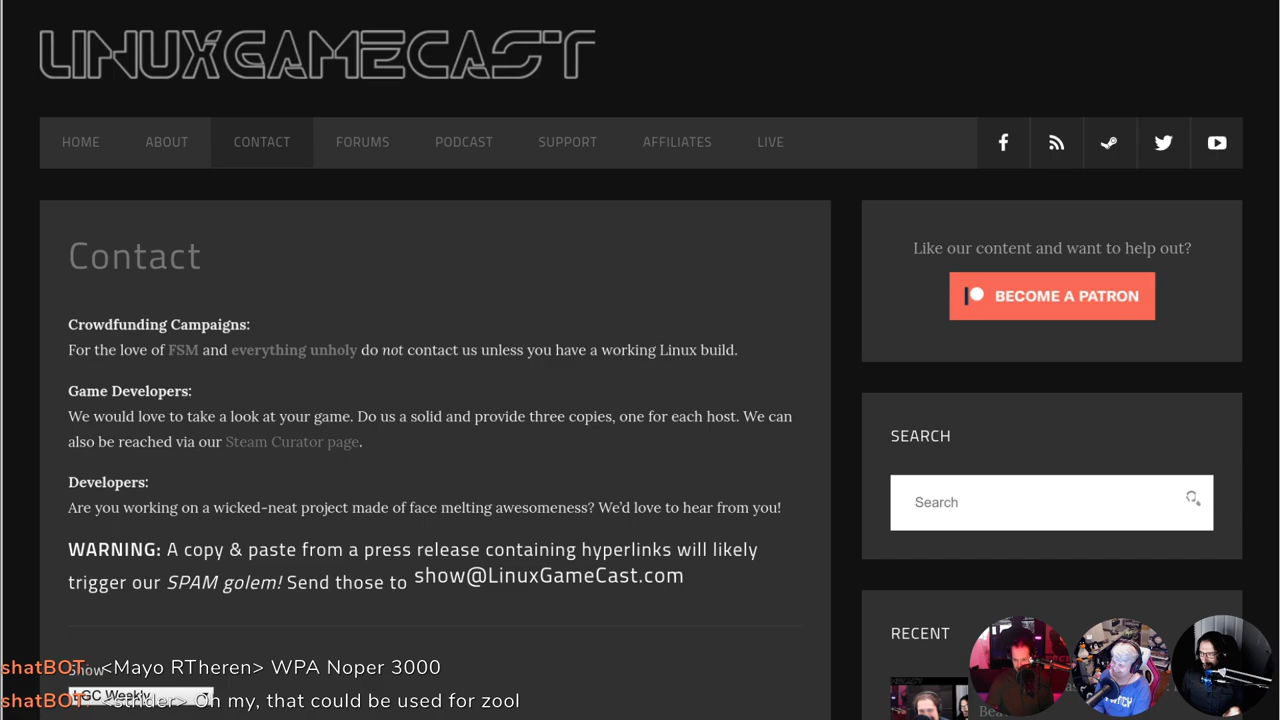 LINUXGAMECAST
HOME ABOUT CONTACT FORUMS PODCAST SUPPORT AFFILIATES LIVE
Contact
Crowdfunding Campaigns:
For the love of FSM and everything unholy do not contact us unless you have a working Linux build.
Game Developers:
We would love to take a look at your game. Do us a solid and provide three copies, one for each host. We can
also be reached via our Steam Curator page.
Developers:
Are you working on a wicked-neat project made of face melting awesomeness? We'd love to hear from you!
WARNING: A copy & paste from a press release containing hyperlinks will likely
trigger our SPAM golem! Send those to show@LinuxGameCast.com
Show
LGC Weekly
shatBOT: <Mayo RTheren> WPA Noper 3000
shatBOT: <strider> Oh my, that could be used for zool
Like our content and want to help out?
BECOME A PATRON
SEARCH
Search
RECENT